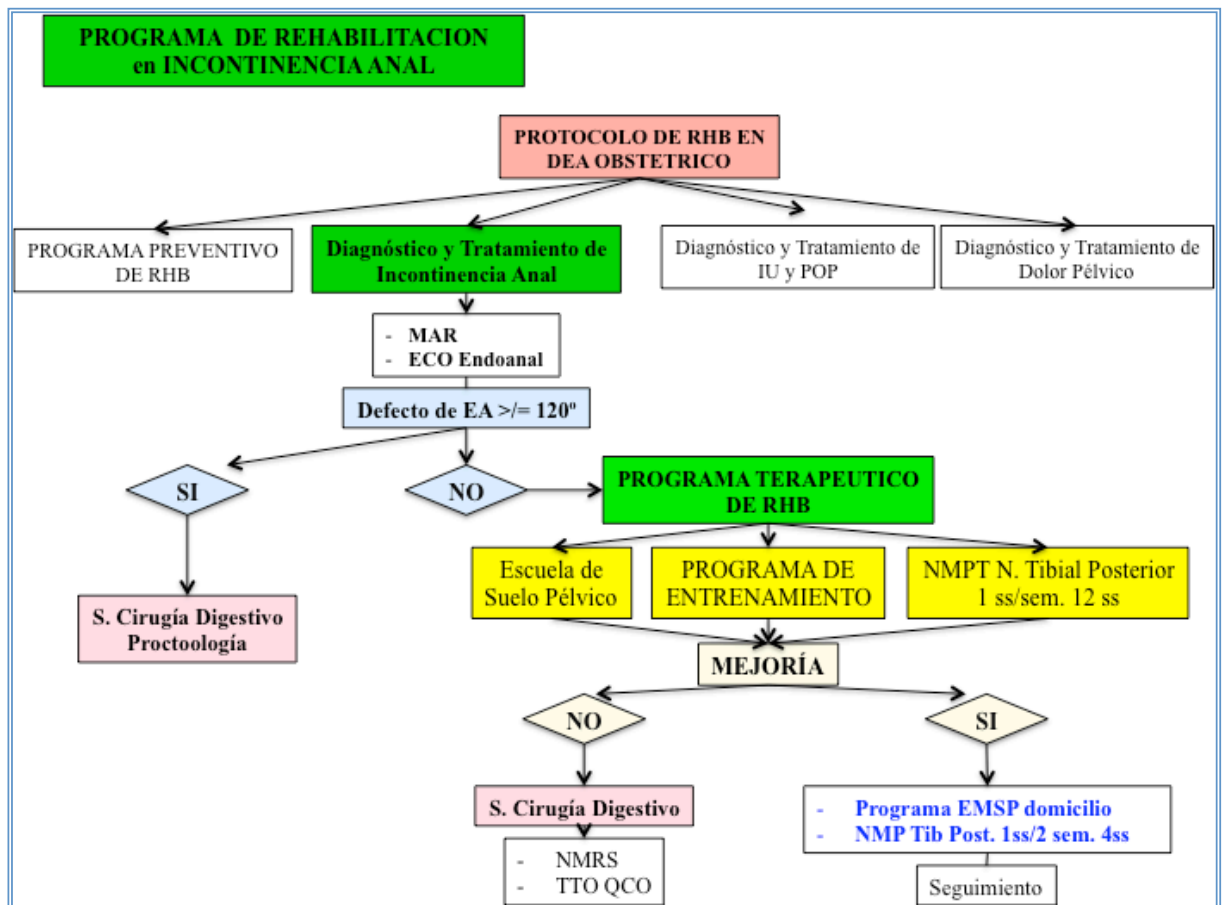 PROGRAMA DE REHABILITACION
en INCONTINENCIA ANAL
PROTOCOLO DE RHB EN
DEA OBSTETRICO
PROGRAMA PREVENTIVO
DE RHB
Diagnóstico y Tratamiento de
Incontinencia Anal
Diagnóstico y Tratamiento de
IU y POP
Diagnóstico y Tratamiento de
Dolor Pélvico
- MAR
- ECO Endoanal
Defecto de EA >/= 120º
SI
NO
PROGRAMA TERAPEUTICO
DE RHB
Escuela de
Suelo Pélvico
PROGRAMA DE
ENTRENAMIENTO
NMPT N. Tibial Posterior
1 ss/sem. 12 ss
S. Cirugía Digestivo
Proctoología
MEJORÍA
NO
SI
S. Cirugía Digestivo
- NMRS
- TTO QCO
- Programa EMSP domicilio
- NMP Tib Post. 1ss/2 sem. 4ss
Seguimiento